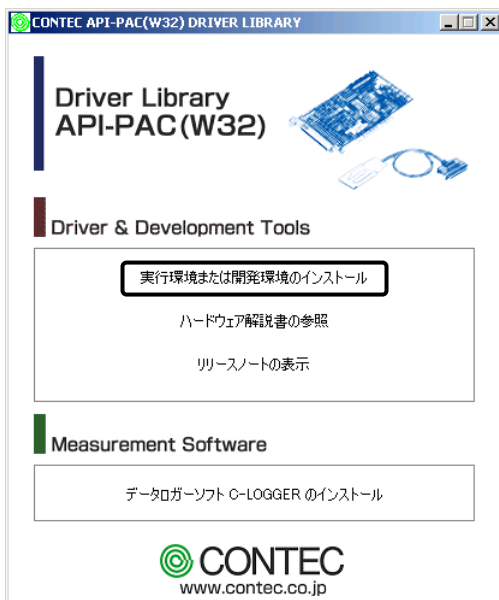 CONTEC API-PAC(W32) DRIVER LIBRARY
Driver Library
API-PAC(W32)
Driver & Development Tools
実行環境または開発環境のインストール
ハードウェア解説書の参照
リリースノートの表示
Measurement Software
データロガーソフト C-LOGGER のインストール
CONTEC
www.contec.co.jp